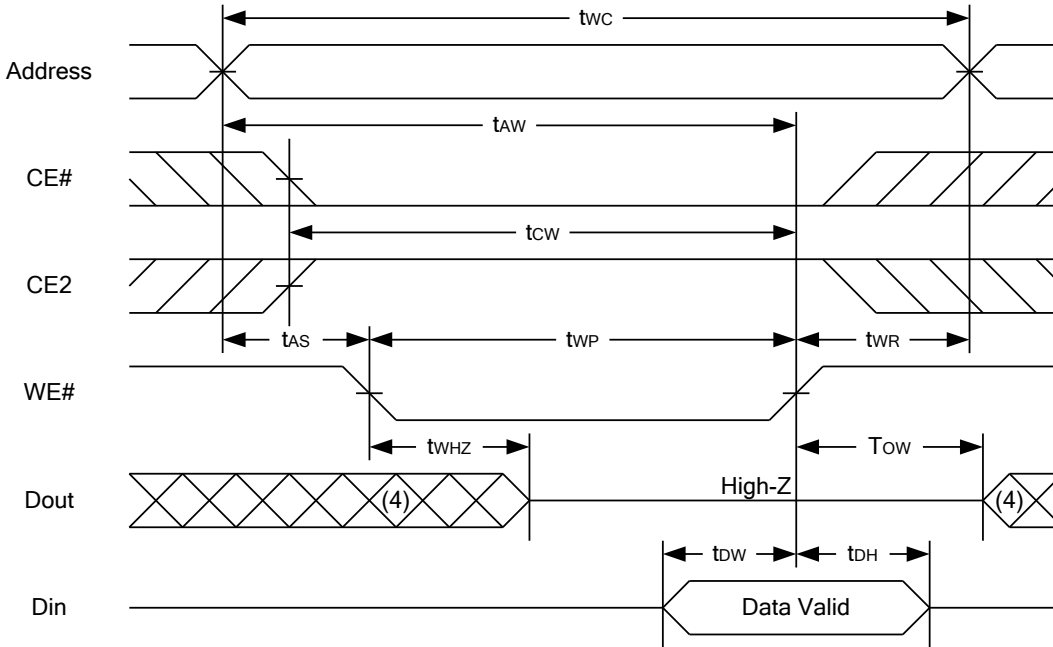 tWC
Address
tAW
CE#
tCW
CE2
tAS tWP tWR
WE#
tWHZ TOW
Dout (4) High-Z (4)
tDW tDH
Din Data Valid